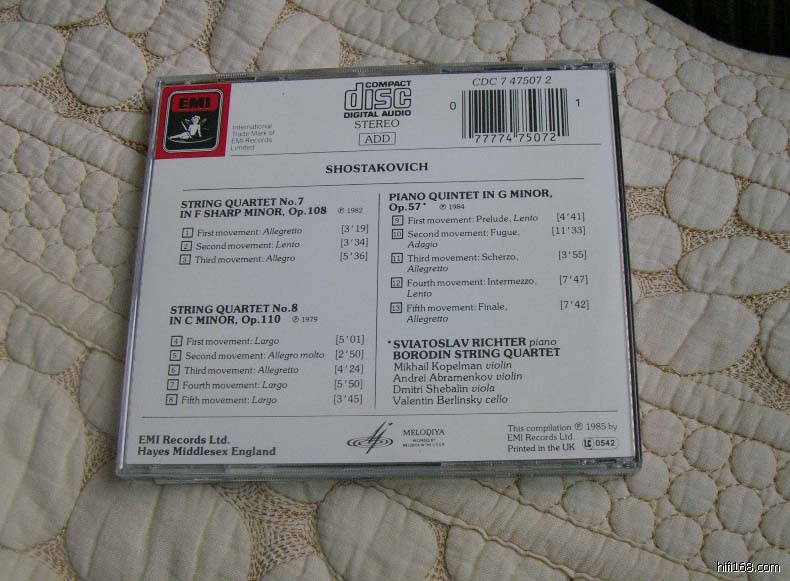 EMI
International
Trade Mark of
EMI Records
Limited
COMPACT
disc
DIGITAL AUDIO
STEREO
ADD
CDC 7 47507 2
0
1
77774 75072
SHOSTAKOVICH
STRING QUARTET No.7
IN F SHARP MINOR, Op.108 ℗ 1982
1 First movement: Allegretto [3'19]
2 Second movement: Lento [3'34]
3 Third movement: Allegro [5'36]
STRING QUARTET No.8
IN C MINOR, Op.110 ℗ 1979
4 First movement: Largo [5'01]
5 Second movement: Allegro molto [2'50]
6 Third movement: Allegretto [4'24]
7 Fourth movement: Largo [5'50]
8 Fifth movement: Largo [3'45]
PIANO QUINTET IN G MINOR,
Op.57* ℗ 1984
9 First movement: Prelude, Lento [4'41]
10 Second movement: Fugue, [11'33]
Adagio
11 Third movement: Scherzo, [3'55]
Allegretto
12 Fourth movement: Intermezzo, [7'47]
Lento
13 Fifth movement: Finale, [7'42]
Allegretto
*SVIATOSLAV RICHTER piano
BORODIN STRING QUARTET
Mikhail Kopelman violin
Andrei Abramenkov violin
Dmitri Shebalin viola
Valentin Berlinsky cello
EMI Records Ltd.
Hayes Middlesex England
MELODIYA
RECORDED BY
MELODIYA IN THE U.S.S.R.
This compilation ℗ 1985 by
EMI Records Ltd.
Printed in the UK
0542
hifi168.com